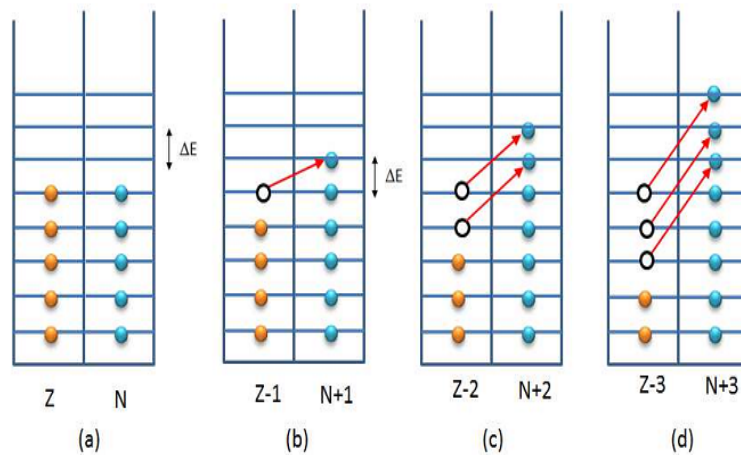 ΔE
ΔE
Z N Z-1 N+1 Z-2 N+2 Z-3 N+3
(a) (b) (c) (d)